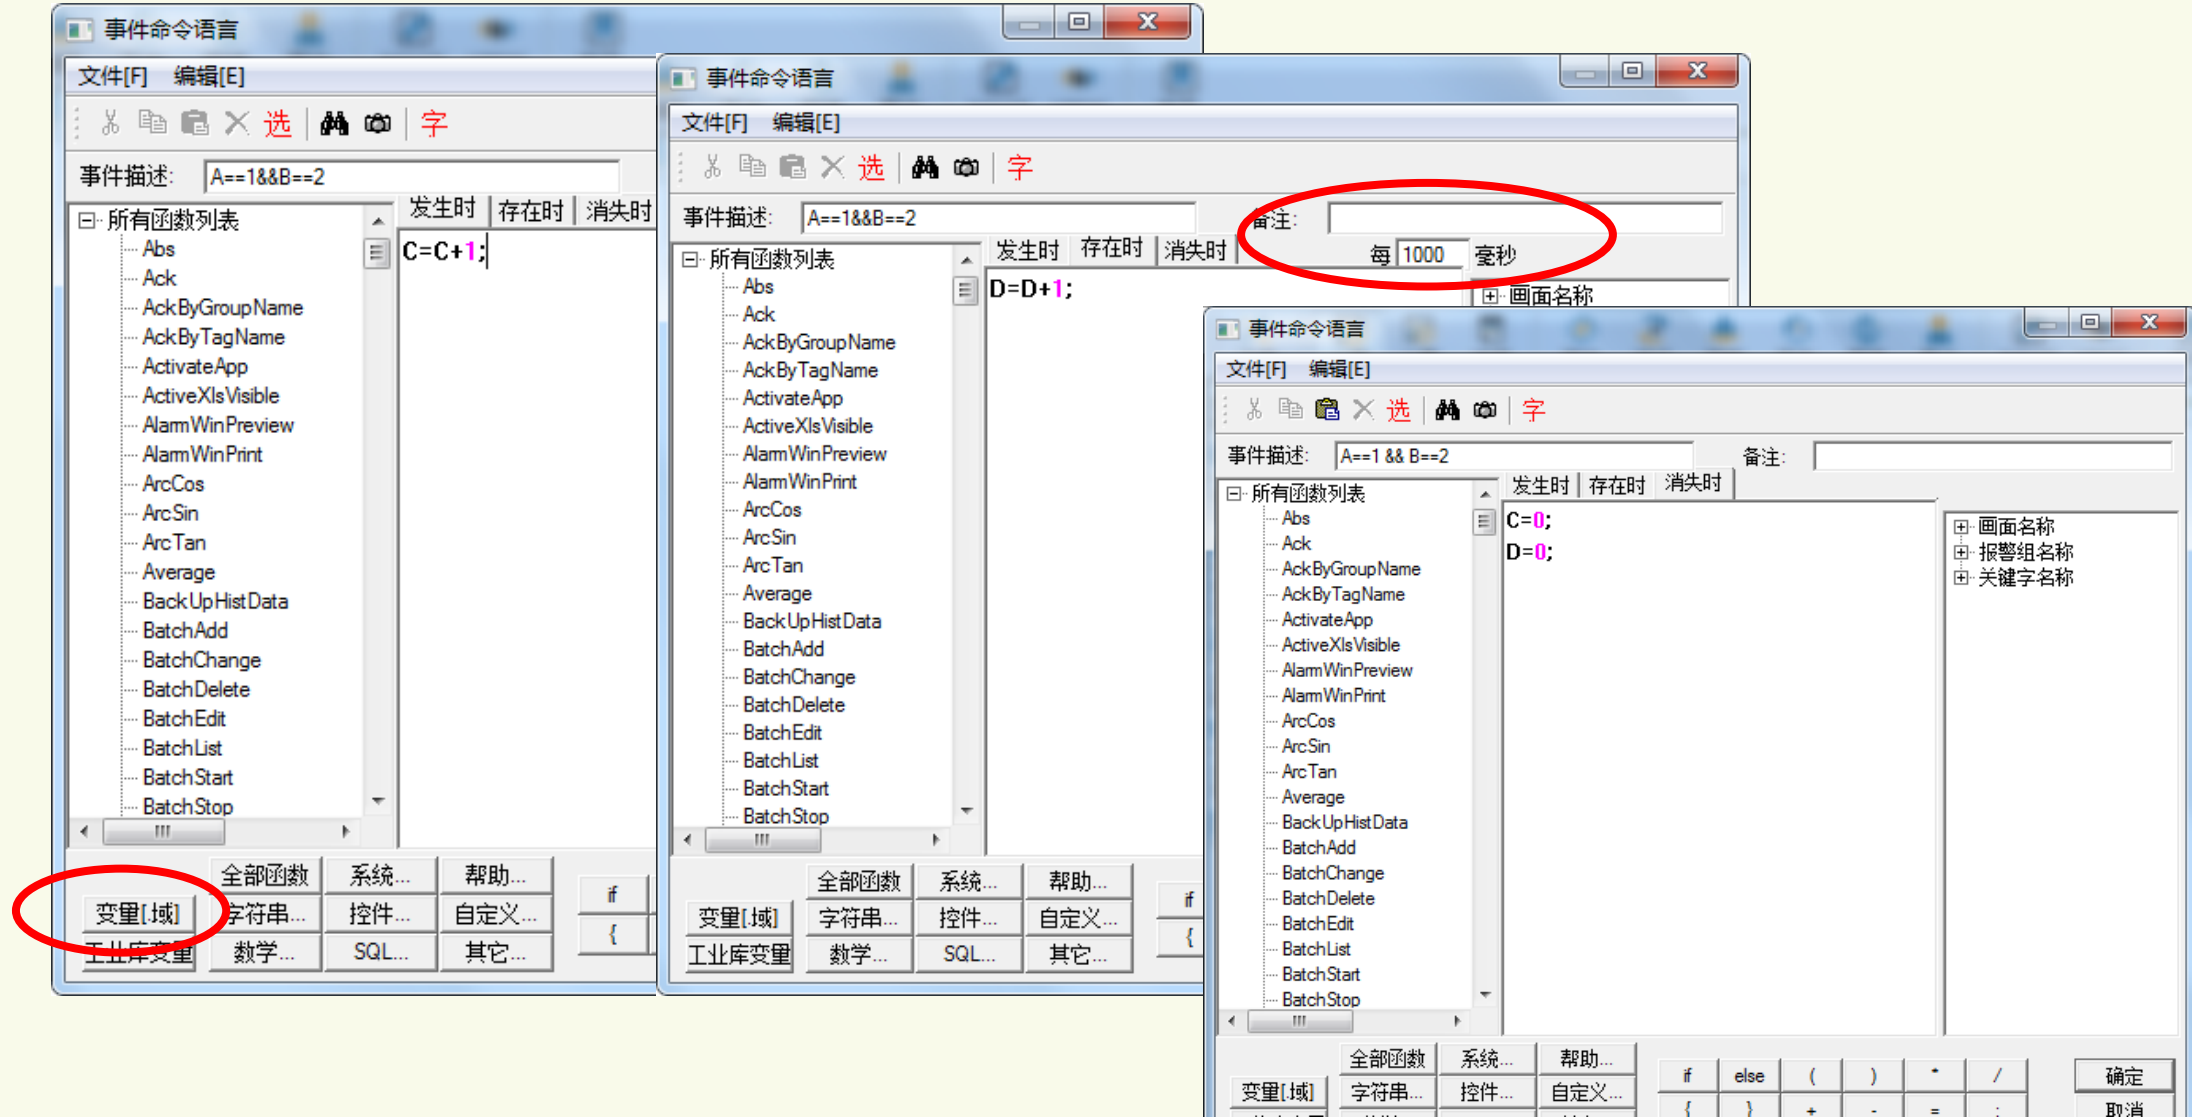 事件命令语言
文件[F] 编辑[E]
选 字
事件描述: A==1&&B==2
发生时 存在时 消失时
所有函数列表
Abs
Ack
AckByGroupName
AckByTagName
ActivateApp
ActiveXlsVisible
AlarmWinPreview
AlarmWinPrint
ArcCos
ArcSin
ArcTan
Average
BackUpHistData
BatchAdd
BatchChange
BatchDelete
BatchEdit
BatchList
BatchStart
BatchStop
C=C+1;
全部函数 系统... 帮助... if
变量[.域] 字符串... 控件... 自定义... {
工业库变量 数学... SQL... 其它...
事件命令语言
文件[F] 编辑[E]
选 字
事件描述: A==1&&B==2 备注:
发生时 存在时 消失时 每 1000 毫秒
所有函数列表
Abs
Ack
AckByGroupName
AckByTagName
ActivateApp
ActiveXlsVisible
AlarmWinPreview
AlarmWinPrint
ArcCos
ArcSin
ArcTan
Average
BackUpHistData
BatchAdd
BatchChange
BatchDelete
BatchEdit
BatchList
BatchStart
BatchStop
D=D+1;
画面名称
全部函数 系统... 帮助... if
变量[.域] 字符串... 控件... 自定义... {
工业库变量 数学... SQL... 其它...
事件命令语言
文件[F] 编辑[E]
选 字
事件描述: A==1 && B==2 备注:
发生时 存在时 消失时
所有函数列表
Abs
Ack
AckByGroupName
AckByTagName
ActivateApp
ActiveXlsVisible
AlarmWinPreview
AlarmWinPrint
ArcCos
ArcSin
ArcTan
Average
BackUpHistData
BatchAdd
BatchChange
BatchDelete
BatchEdit
BatchList
BatchStart
BatchStop
C=0;
D=0;
画面名称
报警组名称
关键字名称
全部函数 系统... 帮助... if else ( ) * / 确定
变量[.域] 字符串... 控件... 自定义... { } + - = ; 取消